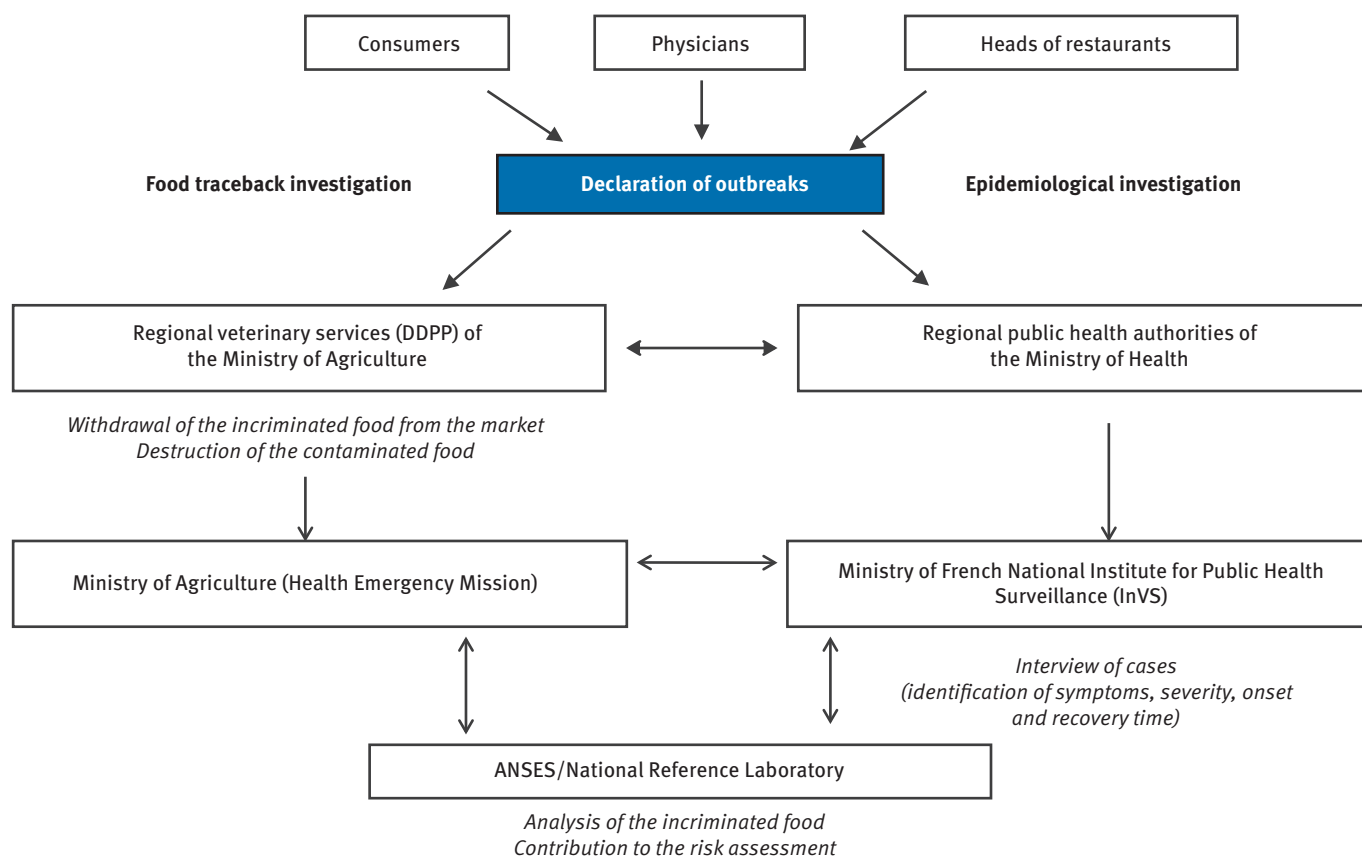 Consumers
Physicians
Heads of restaurants
Food traceback investigation
Declaration of outbreaks
Epidemiological investigation
Regional veterinary services (DDPP) of
the Ministry of Agriculture
Regional public health authorities of
the Ministry of Health
Withdrawal of the incriminated food from the market
Destruction of the contaminated food
Ministry of Agriculture (Health Emergency Mission)
Ministry of French National Institute for Public Health
Surveillance (InVS)
Interview of cases
(identification of symptoms, severity, onset
and recovery time)
ANSES/National Reference Laboratory
Analysis of the incriminated food
Contribution to the risk assessment